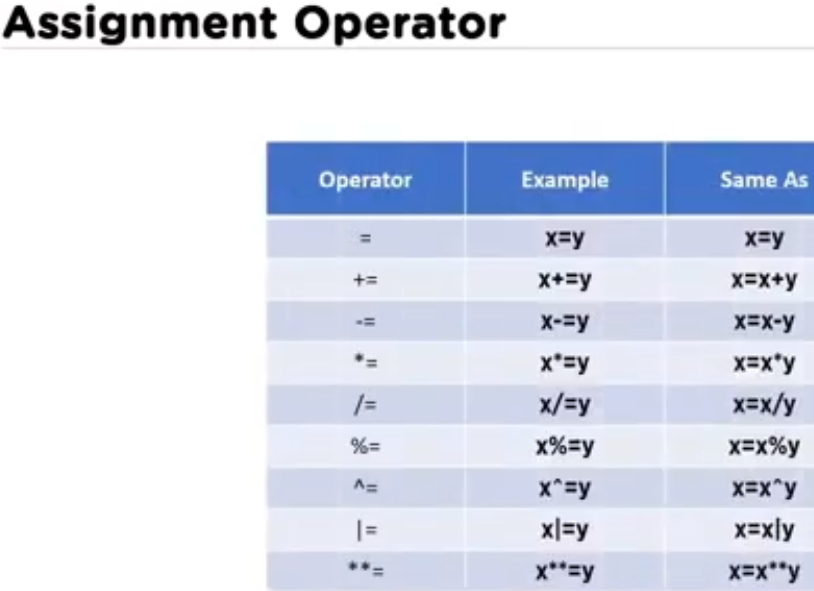 Assignment Operator
Operator Example Same As
= x=y x=y
+= x+=y x=x+y
-= x-=y x=x-y
*= x*=y x=x*y
/= x/=y x=x/y
%= x%=y x=x%y
^= x^=y x=x^y
|= x|=y x=x|y
**= x**=y x=x**y